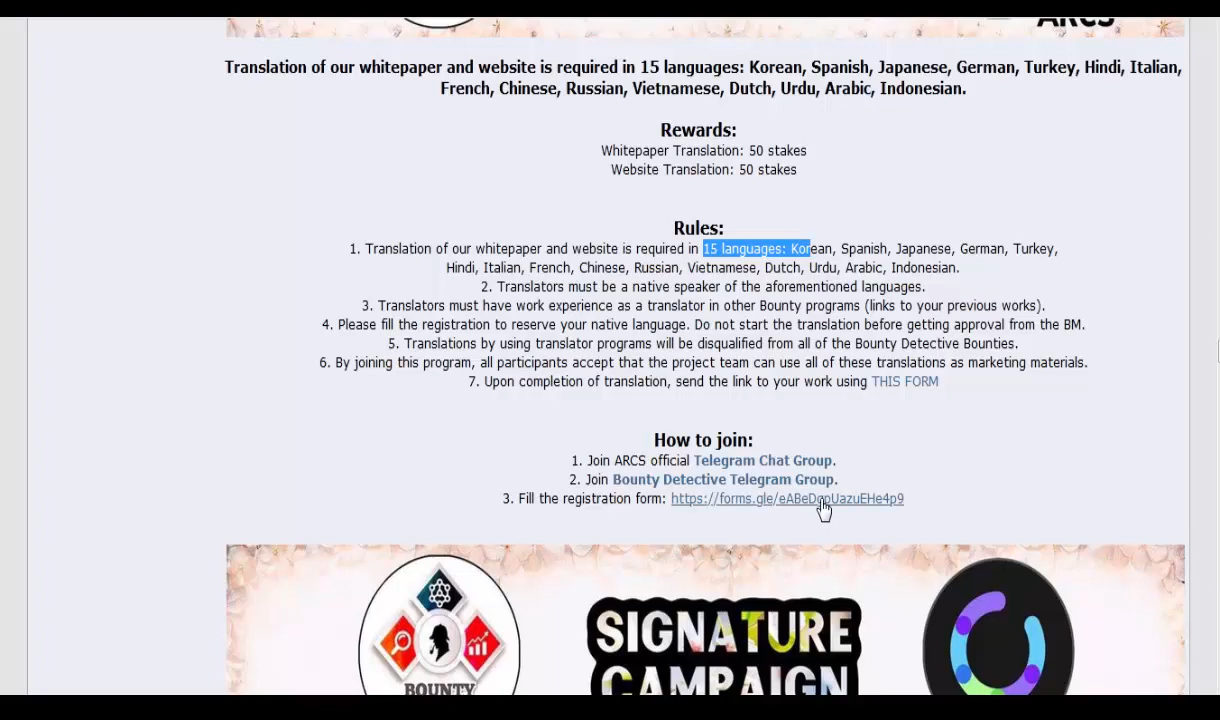 ARCS
Translation of our whitepaper and website is required in 15 languages: Korean, Spanish, Japanese, German, Turkey, Hindi, Italian,
French, Chinese, Russian, Vietnamese, Dutch, Urdu, Arabic, Indonesian.
Rewards:
Whitepaper Translation: 50 stakes
Website Translation: 50 stakes
Rules:
1. Translation of our whitepaper and website is required in 15 languages: Korean, Spanish, Japanese, German, Turkey,
Hindi, Italian, French, Chinese, Russian, Vietnamese, Dutch, Urdu, Arabic, Indonesian.
2. Translators must be a native speaker of the aforementioned languages.
3. Translators must have work experience as a translator in other Bounty programs (links to your previous works).
4. Please fill the registration to reserve your native language. Do not start the translation before getting approval from the BM.
5. Translations by using translator programs will be disqualified from all of the Bounty Detective Bounties.
6. By joining this program, all participants accept that the project team can use all of these translations as marketing materials.
7. Upon completion of translation, send the link to your work using THIS FORM
How to join:
1. Join ARCS official Telegram Chat Group.
2. Join Bounty Detective Telegram Group.
3. Fill the registration form:
BOUNTY
SIGNATURE
CAMPAIGN